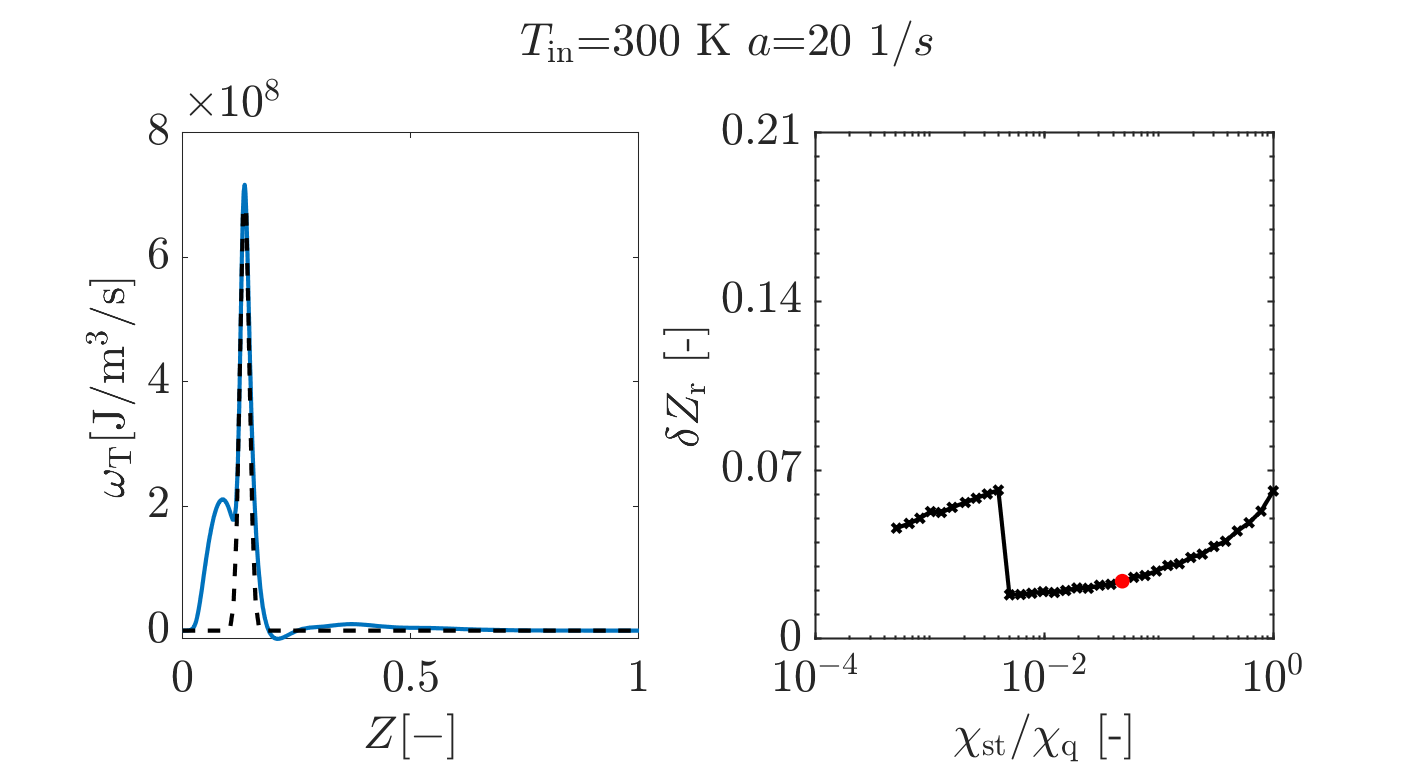 T_in=300 K a=20 1/s
×10^8
8
6
4
2
0
ω_T[J/m^3/s]
0 0.5 1
Z[−]
0.21
0.14
0.07
0
δZ_r [-]
10^−4 10^−2 10^0
χ_st/χ_q [-]